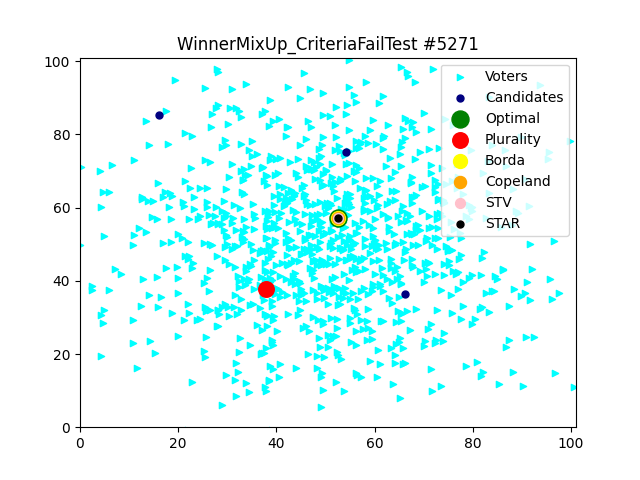 WinnerMixUp_CriteriaFailTest #5271
100
80
60
40
20
0
0
20
40
60
80
100
Voters
Candidates
Optimal
Plurality
Borda
Copeland
STV
STAR